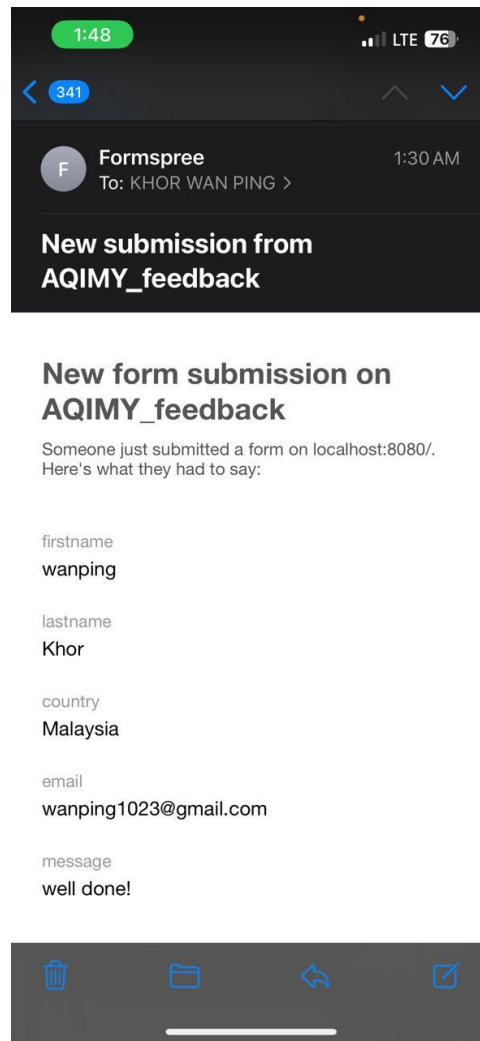 1:48
LTE 76
341
F
Formspree
1:30 AM
To: KHOR WAN PING >
New submission from
AQIMY_feedback
New form submission on
AQIMY_feedback
Someone just submitted a form on localhost:8080/.
Here's what they had to say:
firstname
wanping
lastname
Khor
country
Malaysia
email
wanping1023@gmail.com
message
well done!